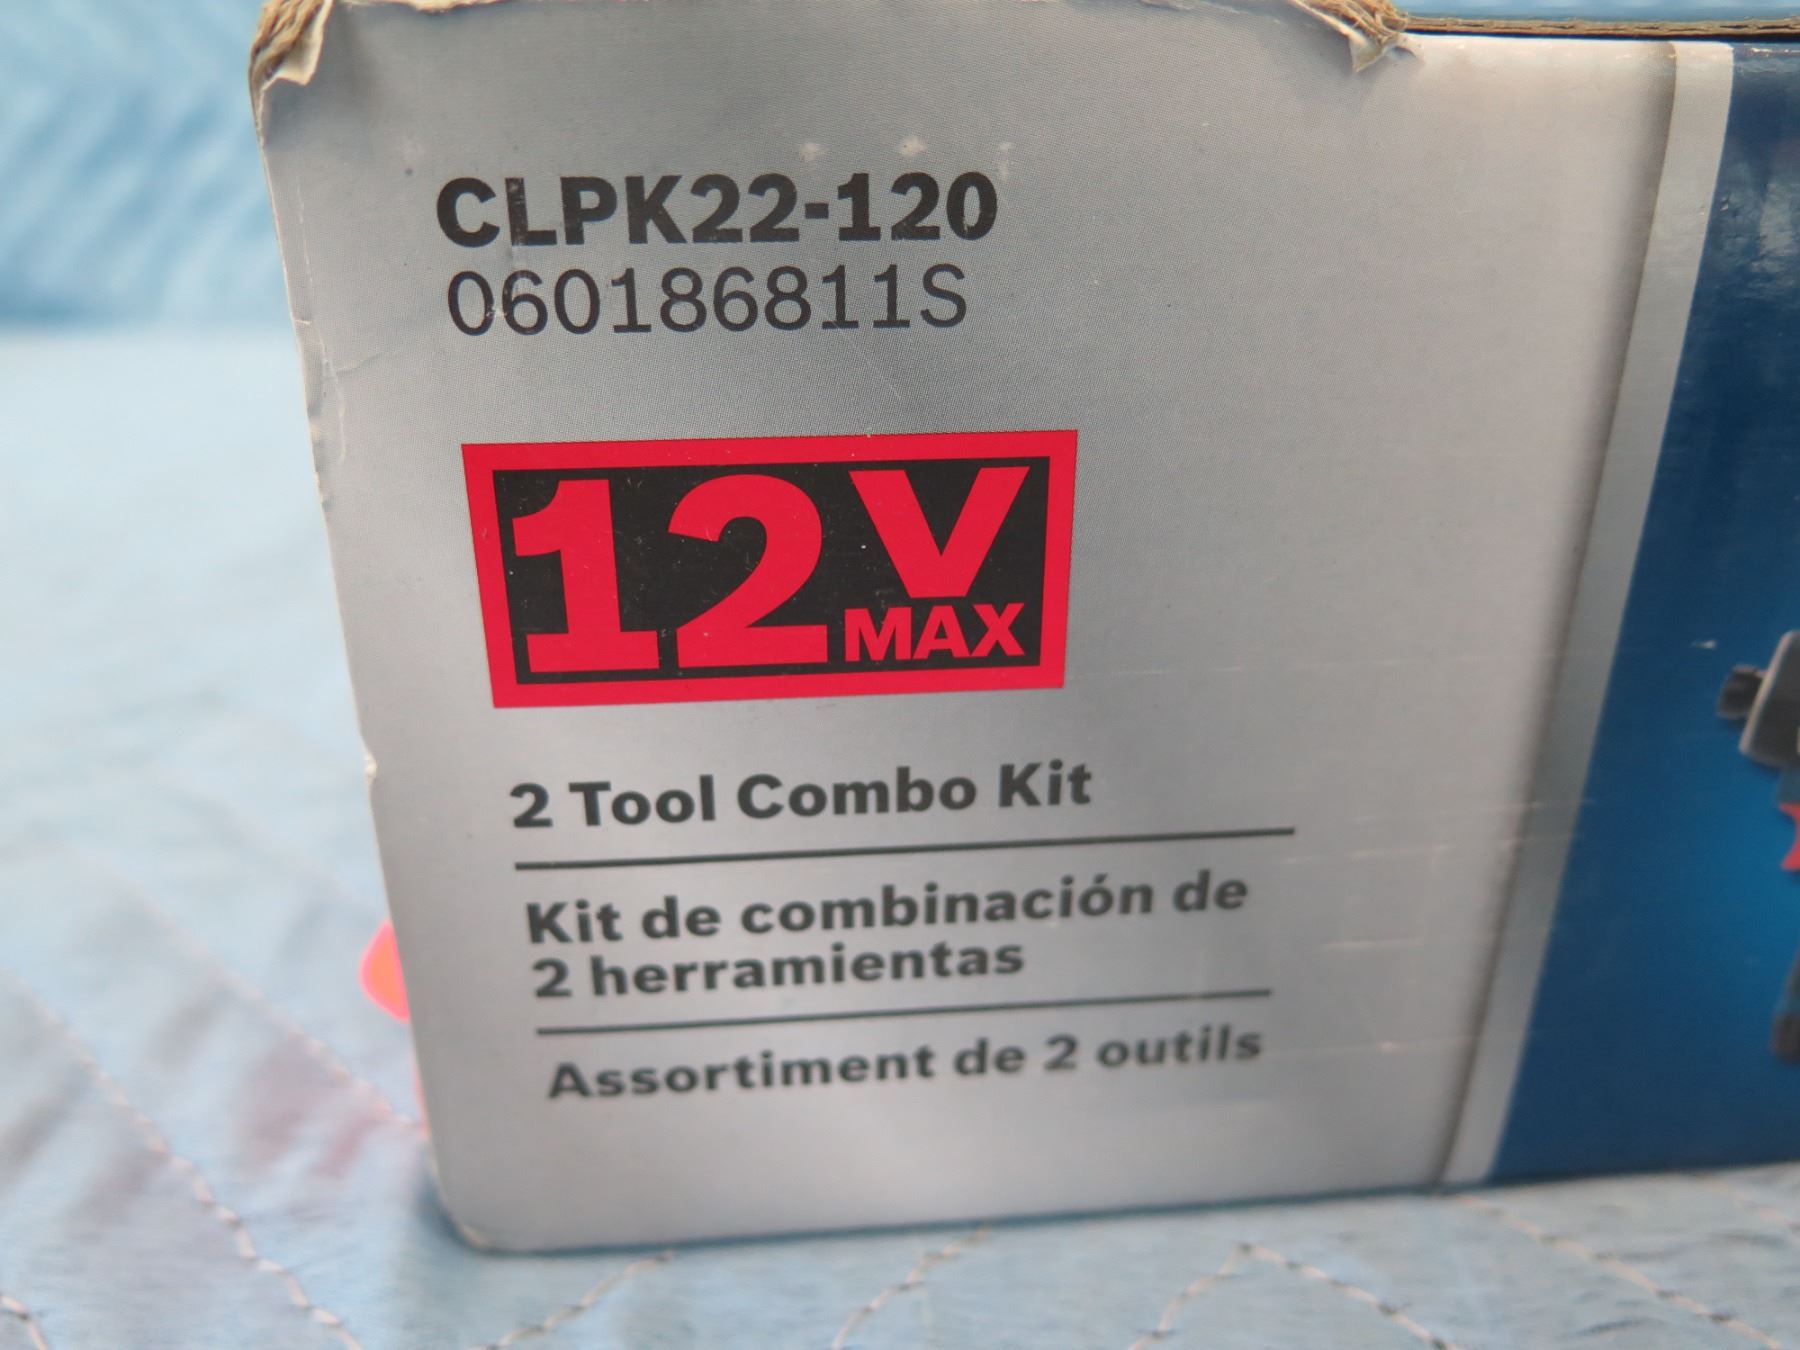 CLPK22-120
060186811S
12V
MAX
2 Tool Combo Kit
Kit de combinación de
2 herramientas
Assortiment de 2 outils